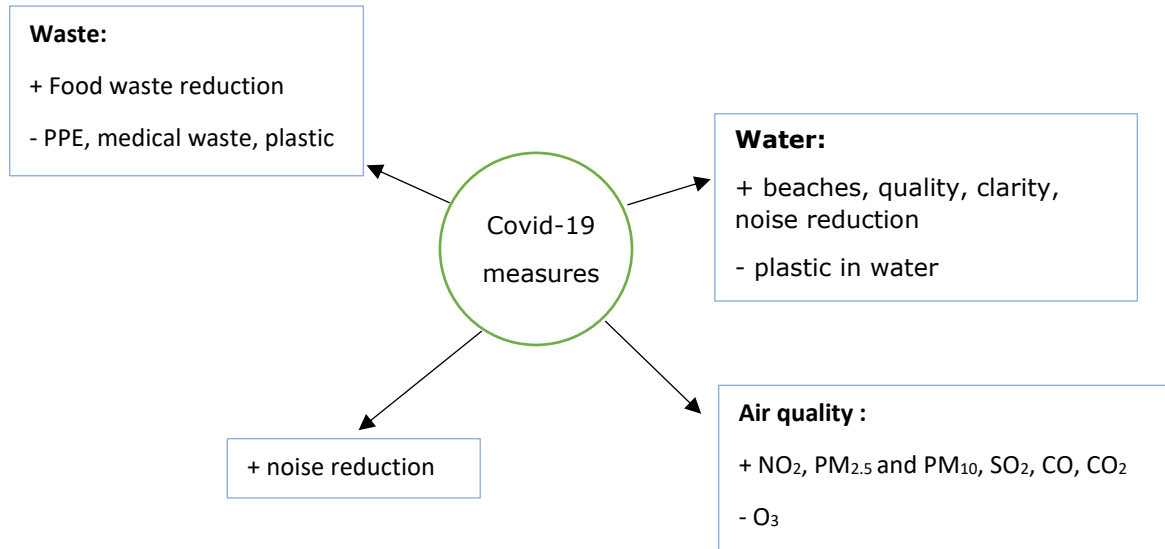 Waste:
+ Food waste reduction
- PPE, medical waste, plastic
Water:
+ beaches, quality, clarity,
noise reduction
- plastic in water
Covid-19
measures
+ noise reduction
Air quality :
+ NO₂, PM₂.₅ and PM₁₀, SO₂, CO, CO₂
- O₃